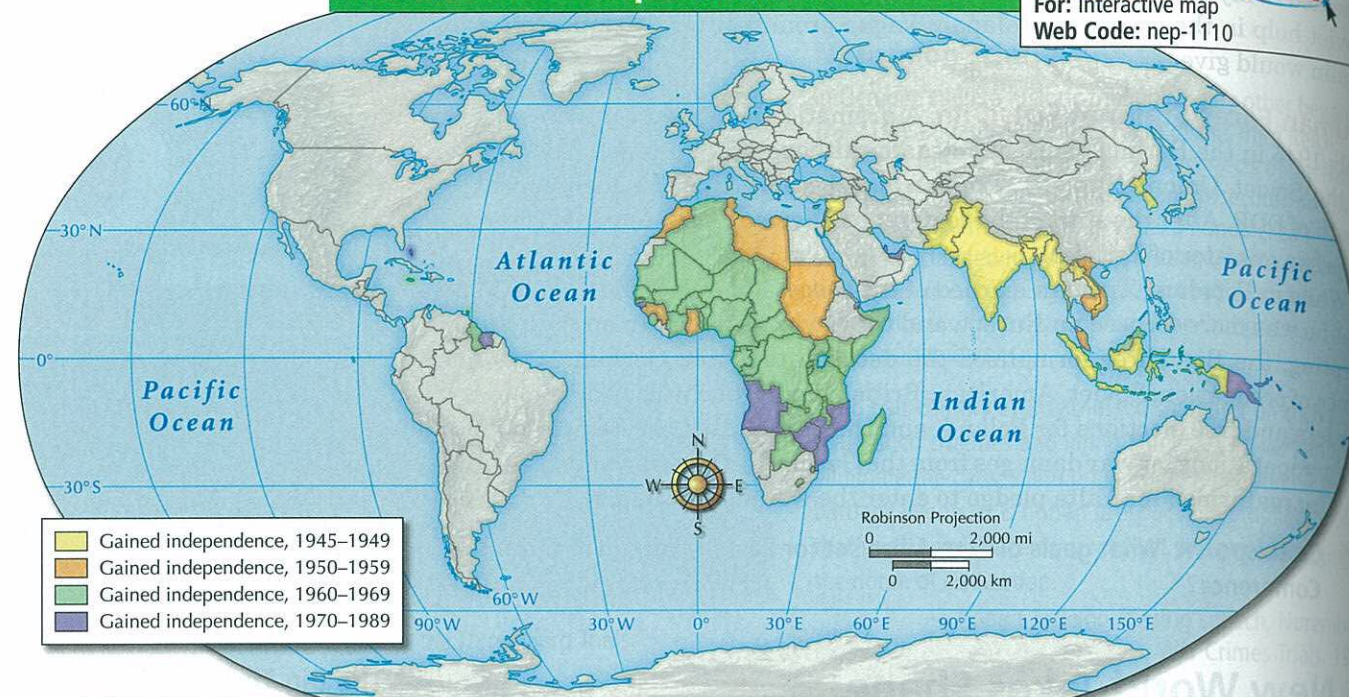 For: Interactive map
Web Code: nep-1110
would give
60°N
30°N
Atlantic
Ocean
Pacific
Ocean
0°
Pacific
Ocean
Indian
Ocean
N
W
E
S
30°S
Robinson Projection
0
2,000 mi
0
2,000 km
Gained independence, 1945–1949
Gained independence, 1950–1959
Gained independence, 1960–1969
Gained independence, 1970–1989
60°W
90°W
30°W
0°
30°E
60°E
90°E
120°E
150°E